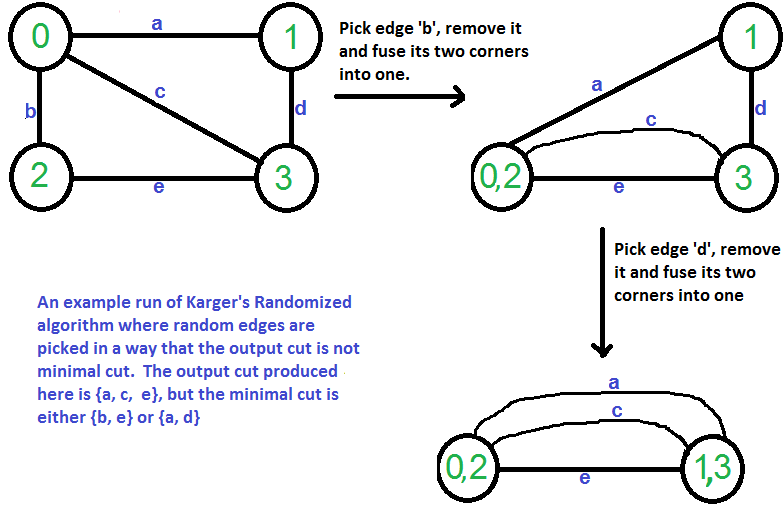 0
a
1
b
c
d
2
e
3
Pick edge 'b', remove it
and fuse its two corners
into one.
1
a
c
d
0,2
e
3
Pick edge 'd', remove
it and fuse its two
corners into one
An example run of Karger's Randomized
algorithm where random edges are
picked in a way that the output cut is not
minimal cut.  The output cut produced
here is {a, c,  e}, but the minimal cut is
either {b, e} or {a, d}
a
c
0,2
e
1,3